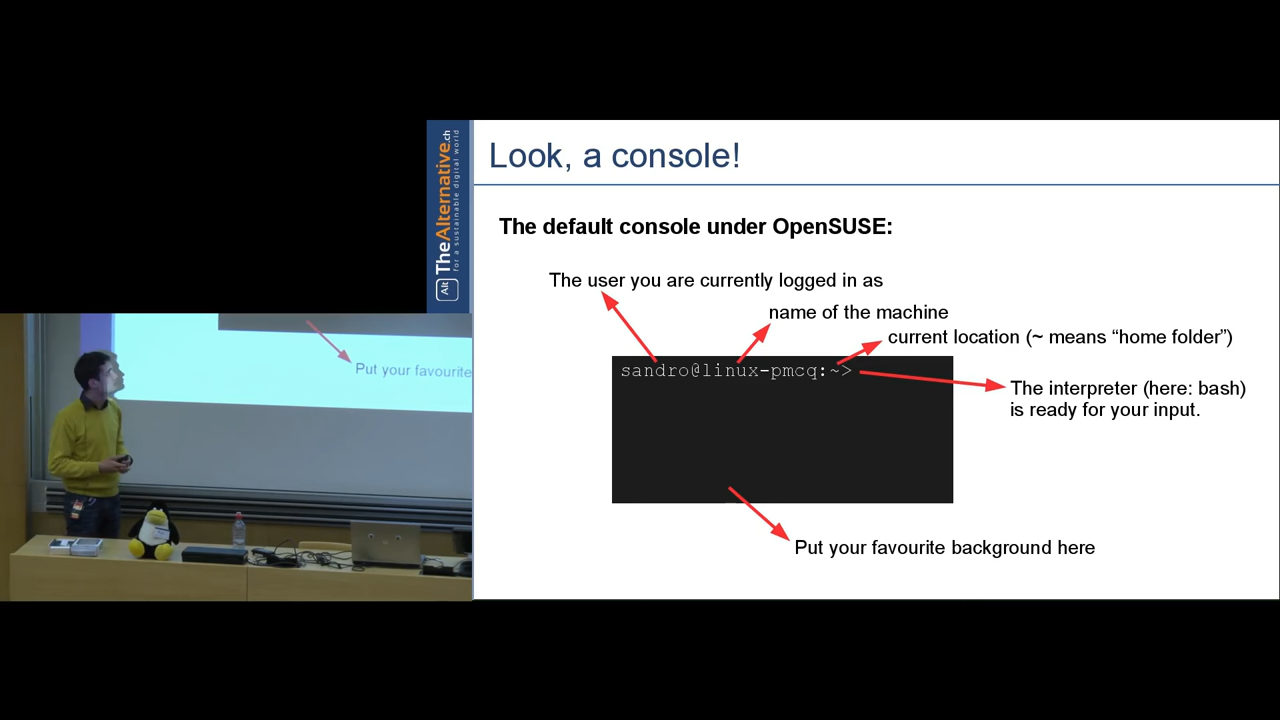 Look, a console!
Alt TheAlternative.ch
for a sustainable digital world
The default console under OpenSUSE:
The user you are currently logged in as
name of the machine
current location (~ means “home folder”)
sandro@linux-pmcq:~>
The interpreter (here: bash)
is ready for your input.
Put your favourite background here
Put your favourite